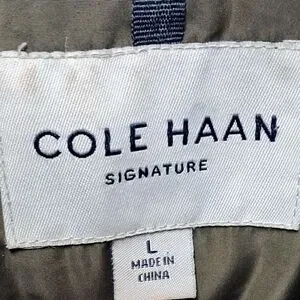 COLE HAAN
SIGNATURE
L
MADE IN
CHINA